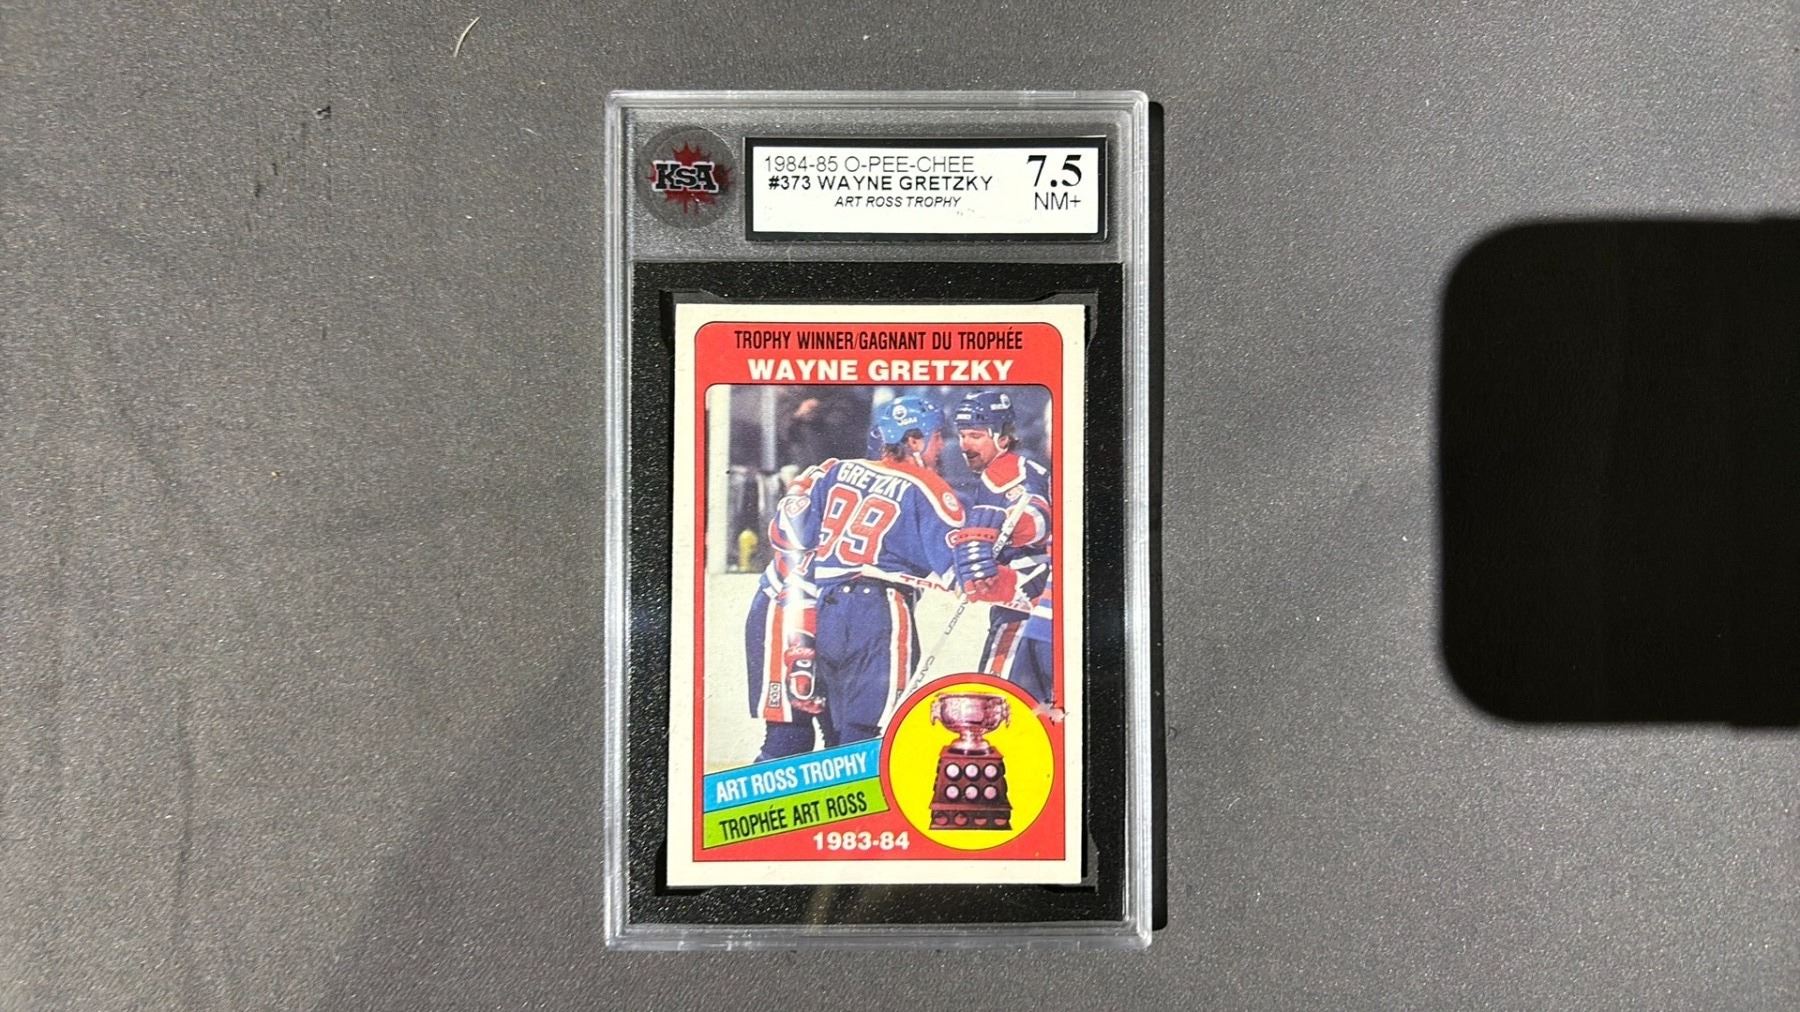 KSA
1984-85 O-PEE-CHEE
#373 WAYNE GRETZKY
ART ROSS TROPHY
7.5
NM+
TROPHY WINNER/GAGNANT DU TROPHÉE
WAYNE GRETZKY
GRETZKY
99
ART ROSS TROPHY
TROPHÉE ART ROSS
1983-84